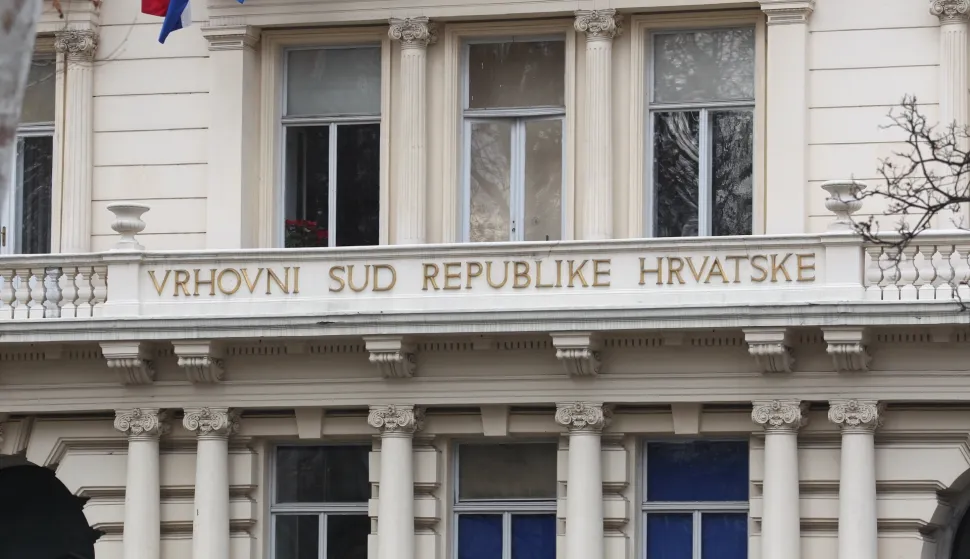 VRHOVNI SUD REPUBLIKE HRVATSKE